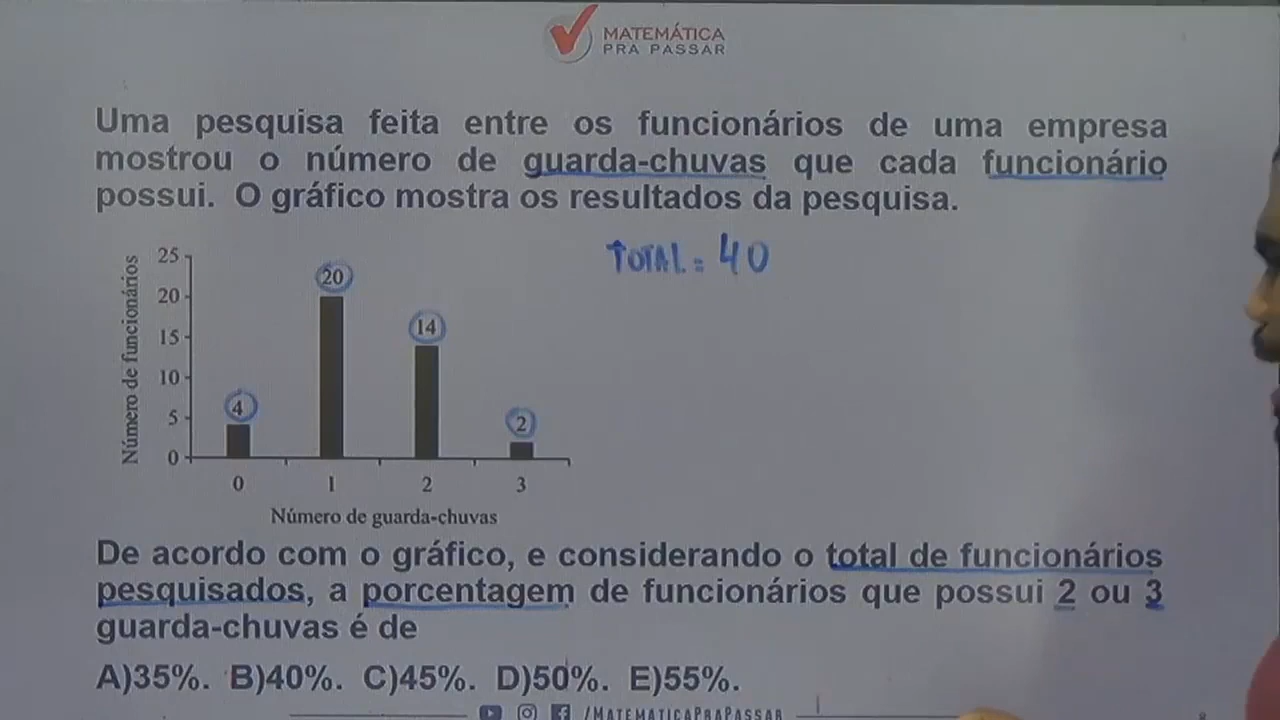 MATEMÁTICA
PRA PASSAR
Uma pesquisa feita entre os funcionários de uma empresa
mostrou o número de guarda-chuvas que cada funcionário
possui. O gráfico mostra os resultados da pesquisa.
TOTAL = 40
Número de funcionários
25
20
15
10
5
0
4
20
14
2
0 1 2 3
Número de guarda-chuvas
De acordo com o gráfico, e considerando o total de funcionários
pesquisados, a porcentagem de funcionários que possui 2 ou 3
guarda-chuvas é de
A)35%. B)40%. C)45%. D)50%. E)55%.
/MATEMATICAPRAPASSAR